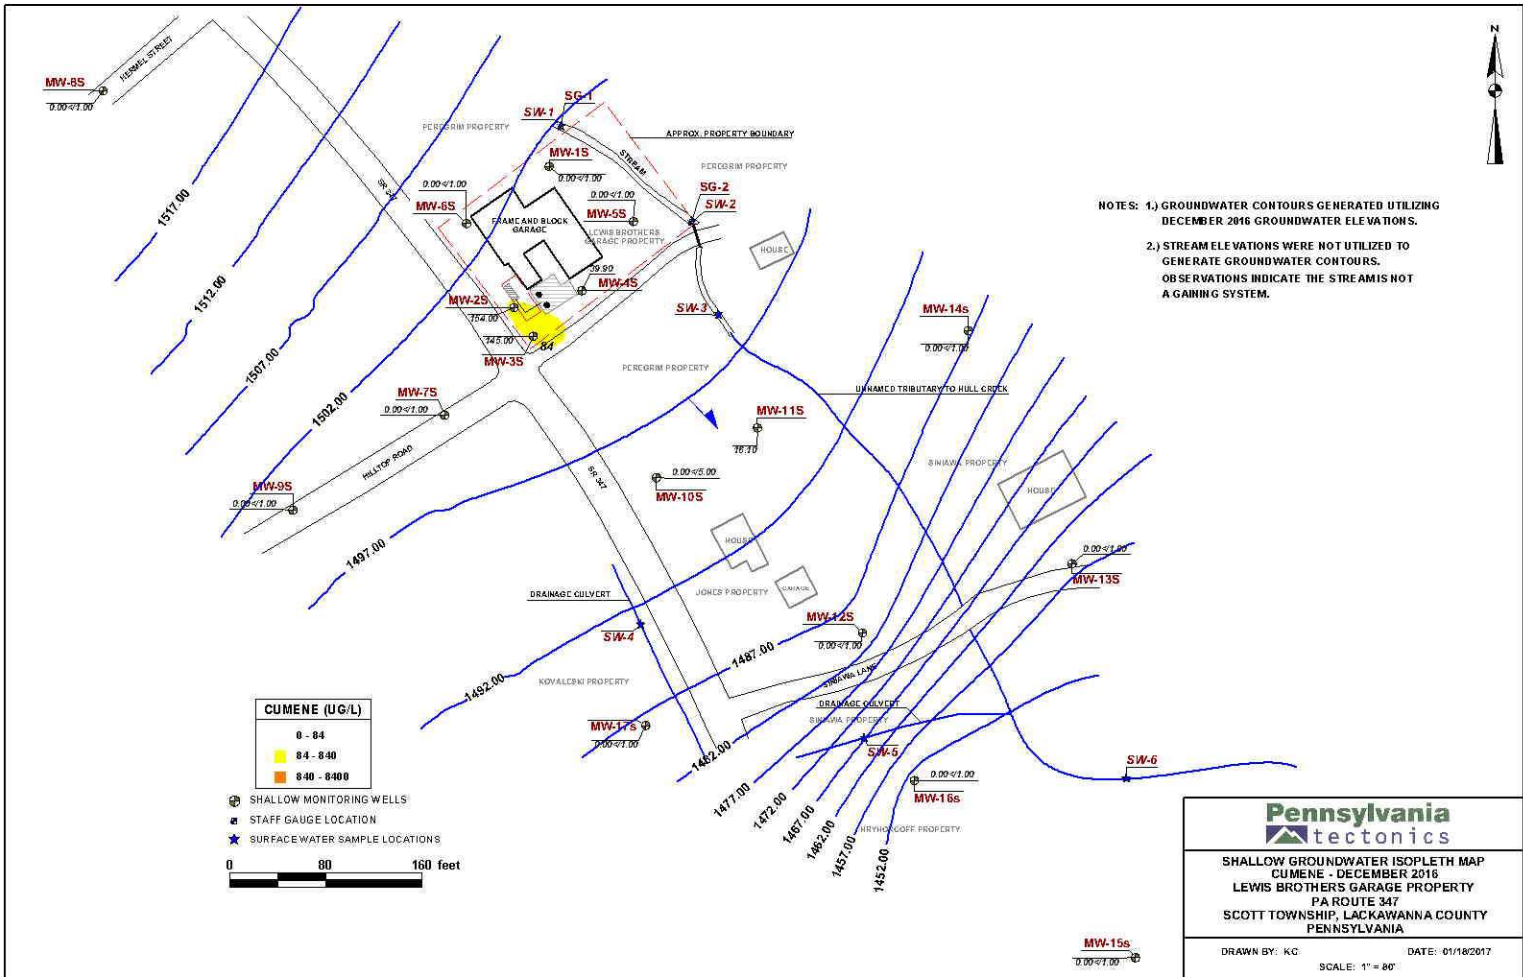 N
MW-8S
0.00</1.00
HERMEL STREET
PEREGRIM PROPERTY
SW-1
SG-1
APPROX. PROPERTY BOUNDARY
STREAM
PEREGRIM PROPERTY
MW-1S
0.00</1.00
0.00</1.00
MW-6S
0.00</1.00
MW-5S
SG-2
SW-2
FRAME AND BLOCK
GARAGE
LEWIS BROTHERS
GARAGE PROPERTY
39.90
MW-4S
MW-2S
154.00
145.00
84
MW-3S
HOUSE
SW-3
NOTES: 1.) GROUNDWATER CONTOURS GENERATED UTILIZING
DECEMBER 2016 GROUNDWATER ELEVATIONS.
2.) STREAM ELEVATIONS WERE NOT UTILIZED TO
GENERATE GROUNDWATER CONTOURS.
OBSERVATIONS INDICATE THE STREAM IS NOT
A GAINING SYSTEM.
1517.00
1512.00
1507.00
1502.00
1497.00
MW-14s
0.00</1.00
PEREGRIM PROPERTY
UNNAMED TRIBUTARY TO HULL CREEK
MW-7S
0.00</1.00
MW-11S
16.10
HILLTOP ROAD
SR 347
0.00</5.00
MW-10S
MW-9S
0.00</1.00
SINIAWA PROPERTY
HOUSE
HOUSE
GARAGE
JONES PROPERTY
0.00</1.00
MW-13S
DRAINAGE CULVERT
SW-4
MW-12S
0.00</1.00
1492.00
1487.00
KOVALESKI PROPERTY
SINIAWA LANE
DRAINAGE CULVERT
SINIAWA PROPERTY
SW-5
MW-17s
0.00</1.00
1482.00
1477.00
1472.00
1467.00
1462.00
1457.00
1452.00
0.00</1.00
MW-16s
SW-6
MW-15s
0.00</1.00
CUMENE (UG/L)
0 - 84
84 - 840
840 - 8400
SHALLOW MONITORING WELLS
STAFF GAUGE LOCATION
SURFACE WATER SAMPLE LOCATIONS
0 80 160 feet
Pennsylvania
tectonics
SHALLOW GROUNDWATER ISOPLETH MAP
CUMENE - DECEMBER 2016
LEWIS BROTHERS GARAGE PROPERTY
PA ROUTE 347
SCOTT TOWNSHIP, LACKAWANNA COUNTY
PENNSYLVANIA
DRAWN BY: KC DATE: 01/18/2017
SCALE: 1" = 80'